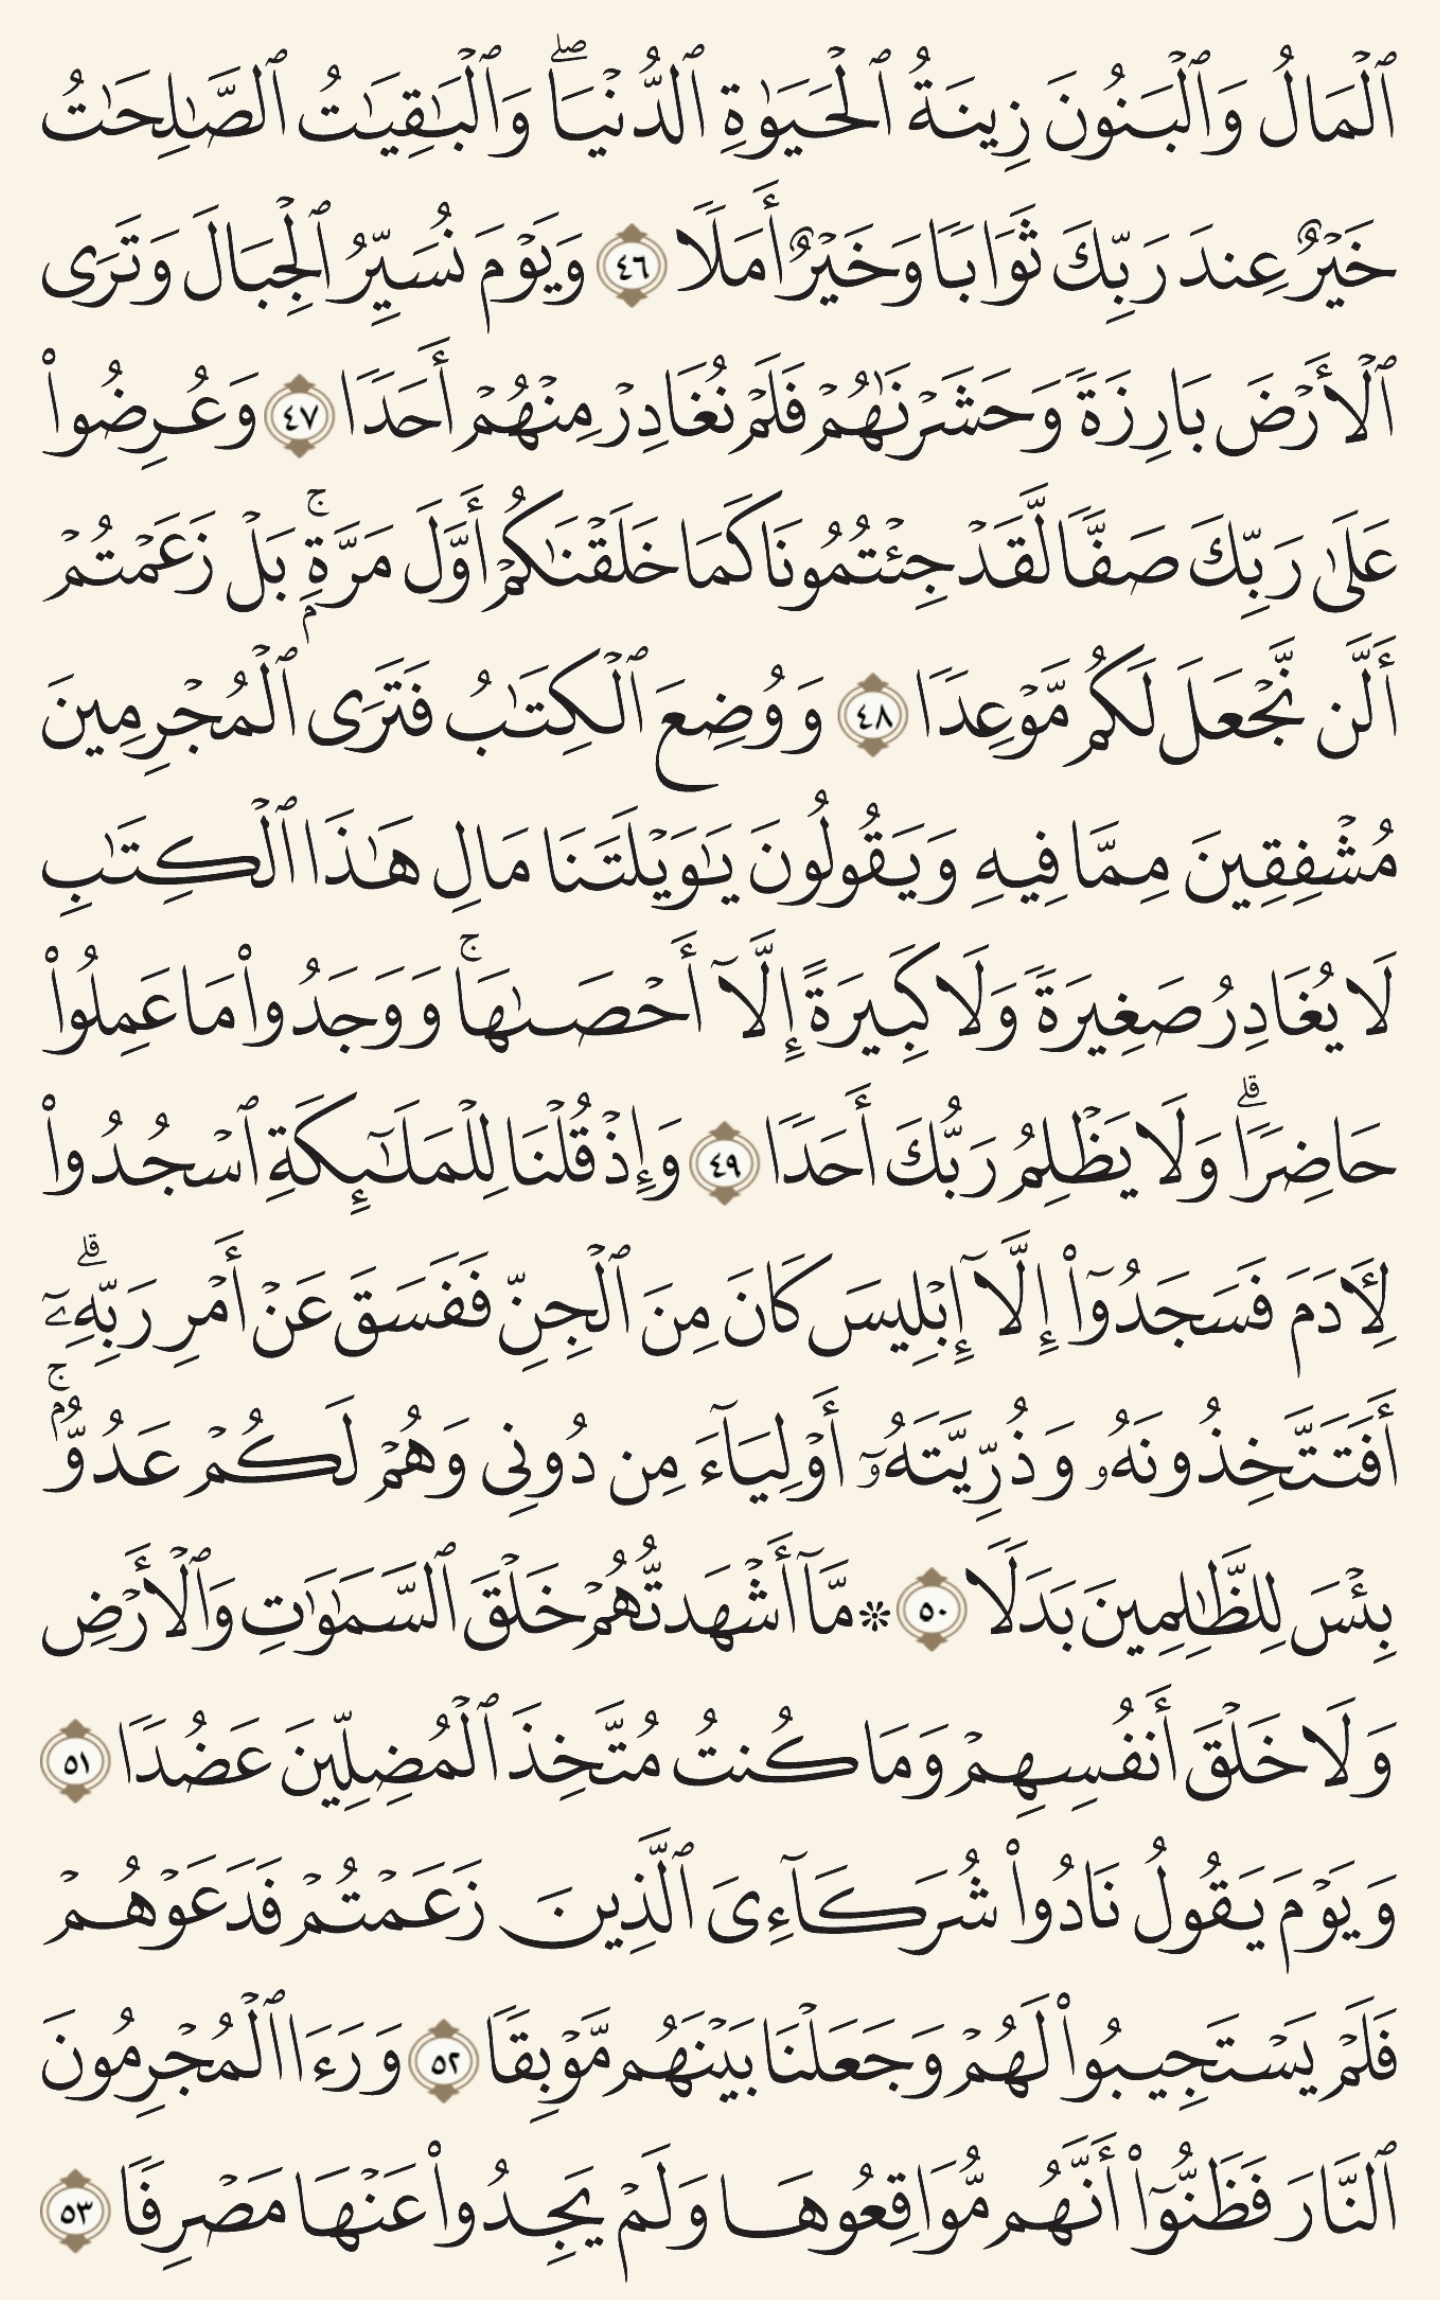 ٱلْمَالُ وَٱلْبَنُونَ زِينَةُ ٱلْحَيَوٰةِ ٱلدُّنْيَاۖ وَٱلْبَـٰقِيَـٰتُ ٱلصَّـٰلِحَـٰتُ
خَيْرٌ عِندَ رَبِّكَ ثَوَابًا وَخَيْرٌ أَمَلًا ٤٦ وَيَوْمَ نُسَيِّرُ ٱلْجِبَالَ وَتَرَى
ٱلْأَرْضَ بَارِزَةً وَحَشَرْنَـٰهُمْ فَلَمْ نُغَادِرْ مِنْهُمْ أَحَدًا ٤٧ وَعُرِضُوا۟
عَلَىٰ رَبِّكَ صَفًّا لَّقَدْ جِئْتُمُونَا كَمَا خَلَقْنَـٰكُمْ أَوَّلَ مَرَّةٍۭۚ بَلْ زَعَمْتُمْ
أَلَّن نَّجْعَلَ لَكُم مَّوْعِدًا ٤٨ وَوُضِعَ ٱلْكِتَـٰبُ فَتَرَى ٱلْمُجْرِمِينَ
مُشْفِقِينَ مِمَّا فِيهِ وَيَقُولُونَ يَـٰوَيْلَتَنَا مَالِ هَـٰذَا ٱلْكِتَـٰبِ
لَا يُغَادِرُ صَغِيرَةً وَلَا كَبِيرَةً إِلَّآ أَحْصَىٰهَاۚ وَوَجَدُوا۟ مَا عَمِلُوا۟
حَاضِرًاۗ وَلَا يَظْلِمُ رَبُّكَ أَحَدًا ٤٩ وَإِذْ قُلْنَا لِلْمَلَـٰٓئِكَةِ ٱسْجُدُوا۟
لِـَٔادَمَ فَسَجَدُوٓا۟ إِلَّآ إِبْلِيسَ كَانَ مِنَ ٱلْجِنِّ فَفَسَقَ عَنْ أَمْرِ رَبِّهِۦٓۗ
أَفَتَتَّخِذُونَهُۥ وَذُرِّيَّتَهُۥٓ أَوْلِيَآءَ مِن دُونِى وَهُمْ لَكُمْ عَدُوٌّۢۚ
بِئْسَ لِلظَّـٰلِمِينَ بَدَلًا ٥٠ ۞ مَّآ أَشْهَدتُّهُمْ خَلْقَ ٱلسَّمَـٰوَٰتِ وَٱلْأَرْضِ
وَلَا خَلْقَ أَنفُسِهِمْ وَمَا كُنتُ مُتَّخِذَ ٱلْمُضِلِّينَ عَضُدًا ٥١
وَيَوْمَ يَقُولُ نَادُوا۟ شُرَكَآءِىَ ٱلَّذِينَ زَعَمْتُمْ فَدَعَوْهُمْ
فَلَمْ يَسْتَجِيبُوا۟ لَهُمْ وَجَعَلْنَا بَيْنَهُم مَّوْبِقًا ٥٢ وَرَءَا ٱلْمُجْرِمُونَ
ٱلنَّارَ فَظَنُّوٓا۟ أَنَّهُم مُّوَاقِعُوهَا وَلَمْ يَجِدُوا۟ عَنْهَا مَصْرِفًا ٥٣